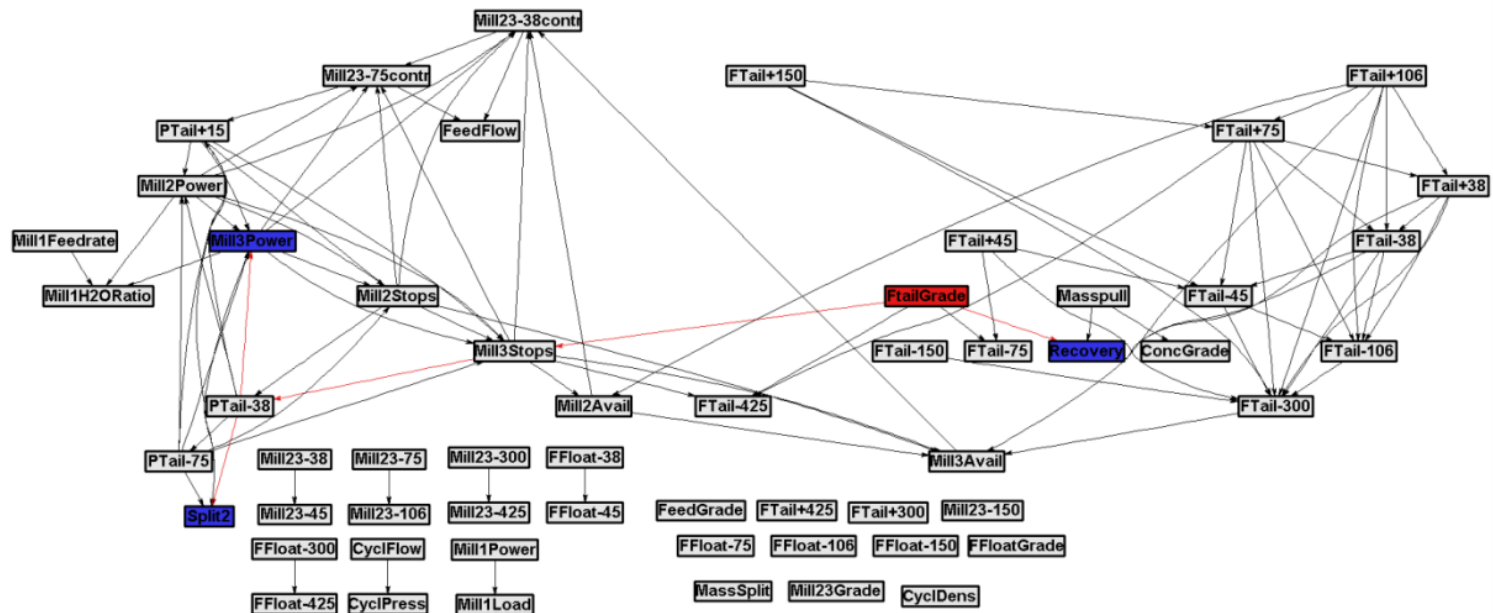 Mill23-38contr
Mill23-75contr
FTail+150
FTail+106
PTail+15
FeedFlow
FTail+75
Mill2Power
FTail+38
Mill1Feedrate
Mill3Power
FTail+45
FTail-38
Mill1H2ORatio
Mill2Stops
FtailGrade
Masspull
FTail-45
Mill3Stops
FTail-150
FTail-75
Recovery
ConcGrade
FTail-106
PTail-38
Mill2Avail
FTail-425
FTail-300
PTail-75
Mill23-38
Mill23-75
Mill23-300
FFloat-38
Mill3Avail
Split2
Mill23-45
Mill23-106
Mill23-425
FFloat-45
FeedGrade
FTail+425
FTail+300
Mill23-150
FFloat-300
CyclFlow
Mill1Power
FFloat-75
FFloat-106
FFloat-150
FFloatGrade
FFloat-425
CyclPress
Mill1Load
MassSplit
Mill23Grade
CyclDens